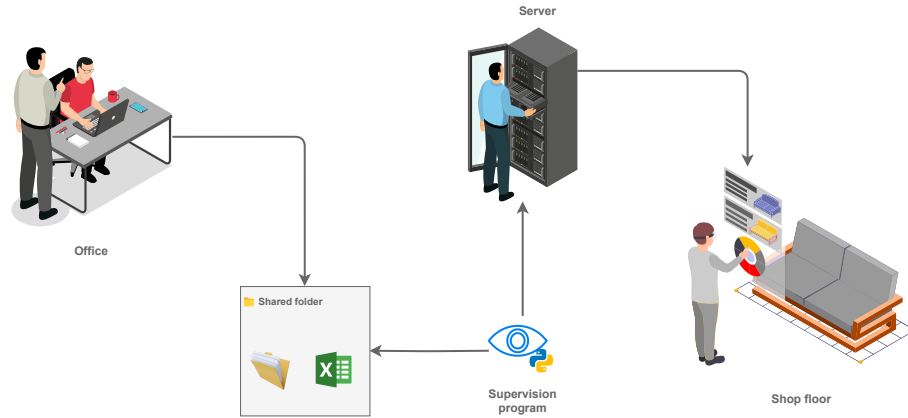 Server
Office
Shared folder
X
Supervision
program
Shop floor